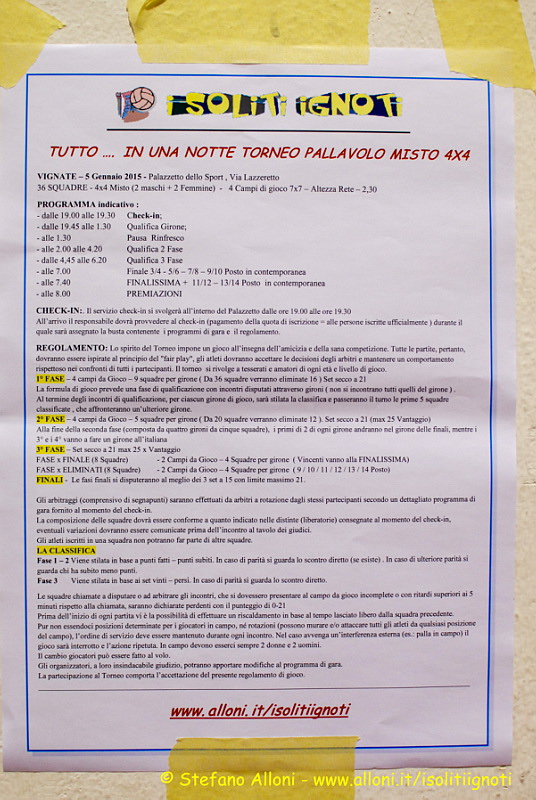 i SOLiTi iGNOTi
TUTTO .... IN UNA NOTTE TORNEO PALLAVOLO MISTO 4X4
VIGNATE – 5 Gennaio 2015 - Palazzetto dello Sport , Via Lazzeretto
36 SQUADRE - 4x4 Misto (2 maschi + 2 Femmine) - 4 Campi di gioco 7x7 – Altezza Rete – 2,30
PROGRAMMA indicativo :
- dalle 19.00 alle 19.30 Check-in;
- dalle 19.45 alle 1.30 Qualifica Girone;
- alle 1.30 Pausa Rinfresco
- alle 2.00 alle 4.20 Qualifica 2 Fase
- dalle 4,45 alle 6.20 Qualifica 3 Fase
- alle 7.00 Finale 3/4 - 5/6 – 7/8 – 9/10 Posto in contemporanea
- alle 7.40 FINALISSIMA + 11/12 – 13/14 Posto in contemporanea
- alle 8.00 PREMIAZIONI
CHECK-IN:. Il servizio check-in si svolgerà all'interno del Palazzetto dalle ore 19.00 alle ore 19.30
All'arrivo il responsabile dovrà provvedere al check-in (pagamento della quota di iscrizione = alle persone iscritte ufficialmente ) durante il
quale sarà assegnato la busta contenente i programmi di gara e il regolamento.
REGOLAMENTO: Lo spirito del Torneo impone un gioco all'insegna dell'amicizia e della sana competizione. Tutte le partite, pertanto,
dovranno essere ispirate al principio del "fair play", gli atleti dovranno accettare le decisioni degli arbitri e mantenere un comportamento
rispettoso nei confronti di tutti i partecipanti. Il torneo si rivolge a tesserati e amatori di ogni età e livello di gioco.
1° FASE – 4 campi da Gioco – 9 squadre per girone ( Da 36 squadre verranno eliminate 16 ) Set secco a 21
La formula di gioco prevede una fase di qualificazione con incontri disputati attraverso gironi ( non si incontrano tutti quelli del girone ) .
Al termine degli incontri di qualificazione, per ciascun girone di gioco, sarà stilata la classifica e passeranno il turno le prime 5 squadre
classificate , che affronteranno un'ulteriore girone.
2° FASE – 4 campi da Gioco – 5 squadre per girone ( Da 20 squadre verranno eliminate 12 ). Set secco a 21 (max 25 Vantaggio)
Alla fine della seconda fase (composta da quattro gironi da cinque squadre), i primi di 2 di ogni girone andranno nel girone delle finali, mentre i
3° e i 4° vanno a fare un girone all'italiana
3° FASE – Set secco a 21 max 25 x Vantaggio
FASE x FINALE (8 Squadre) - 2 Campi da Gioco – 4 Squadre per girone ( Vincenti vanno alla FINALISSIMA)
FASE x ELIMINATI (8 Squadre) - 2 Campi da Gioco – 4 Squadre per girone ( 9 / 10 / 11 / 12 / 13 / 14 Posto)
FINALI - Le fasi finali si disputeranno al meglio dei 3 set a 15 con limite massimo 21.
Gli arbitraggi (comprensivo di segnapunti) saranno effettuati da arbitri a rotazione dagli stessi partecipanti secondo un dettagliato programma di
gara fornito al momento del check-in.
La composizione delle squadre dovrà essere conforme a quanto indicato nelle distinte (liberatorie) consegnate al momento del check-in,
eventuali variazioni dovranno essere comunicate prima dell'incontro al tavolo dei giudici.
Gli atleti iscritti in una squadra non potranno far parte di altre squadre.
LA CLASSIFICA
Fase 1 – 2 Viene stilata in base a punti fatti – punti subiti. In caso di parità si guarda lo scontro diretto (se esiste) . In caso di ulteriore parità si
guarda chi ha subito meno punti.
Fase 3 Viene stilata in base ai set vinti – persi. In caso di parità si guarda lo scontro diretto.
Le squadre chiamate a disputare o ad arbitrare gli incontri, che si dovessero presentare al campo da gioco incomplete o con ritardi superiori ai 5
minuti rispetto alla chiamata, saranno dichiarate perdenti con il punteggio di 0-21
Prima dell'inizio di ogni partita vi è la possibilità di effettuare un riscaldamento in base al tempo lasciato libero dalla squadra precedente.
Pur non essendoci posizioni determinate per i giocatori in campo, né rotazioni (possono murare e/o attaccare tutti gli atleti da qualsiasi posizione
del campo), l'ordine di servizio deve essere mantenuto durante ogni incontro. Nel caso avvenga un'interferenza esterna (es.: palla in campo) il
gioco sarà interrotto e l'azione ripetuta. In campo devono esserci sempre 2 donne e 2 uomini.
Il cambio giocatori può essere fatto al volo.
Gli organizzatori, a loro insindacabile giudizio, potranno apportare modifiche al programma di gara.
La partecipazione al Torneo comporta l'accettazione del presente regolamento di gioco.
www.alloni.it/isolitiignoti
© Stefano Alloni - www.alloni.it/isolitiignoti